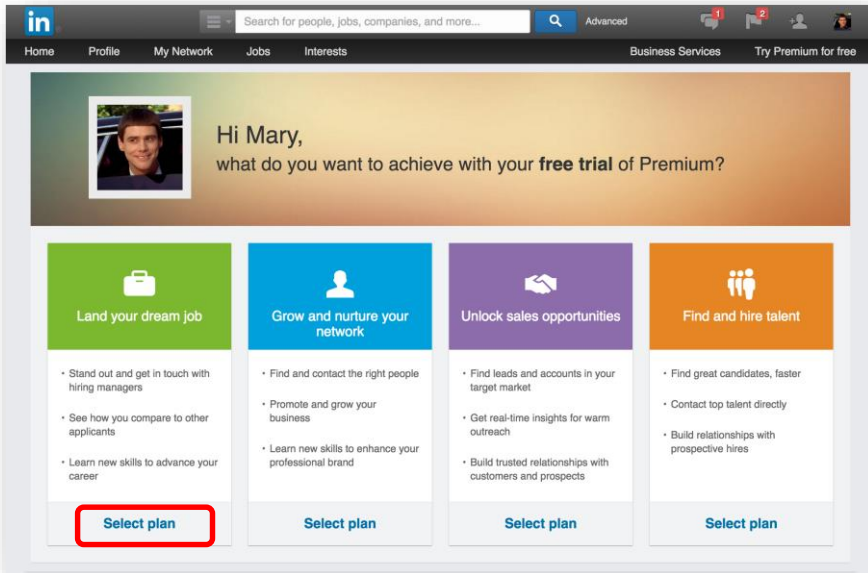 in
Search for people, jobs, companies, and more...
Advanced
1
2
Home Profile My Network Jobs Interests Business Services Try Premium for free
Hi Mary,
what do you want to achieve with your free trial of Premium?
Land your dream job
• Stand out and get in touch with
hiring managers
• See how you compare to other
applicants
• Learn new skills to advance your
career
Select plan
Grow and nurture your
network
• Find and contact the right people
• Promote and grow your
business
• Learn new skills to enhance your
professional brand
Select plan
Unlock sales opportunities
• Find leads and accounts in your
target market
• Get real-time insights for warm
outreach
• Build trusted relationships with
customers and prospects
Select plan
Find and hire talent
• Find great candidates, faster
• Contact top talent directly
• Build relationships with
prospective hires
Select plan